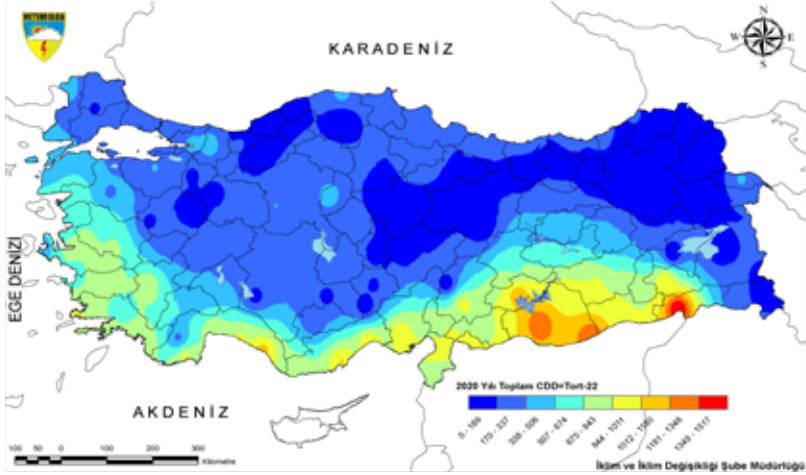 METEOROLOJİ
KARADENİZ
N
W E
S
EGE DENİZİ
AKDENİZ
2020 Yılı Toplam CDD=Tort-22
0 - 169
170 - 337
338 - 506
507 - 674
675 - 843
844 - 1011
1012 - 1180
1181 - 1348
1349 - 1517
100 50 0 100 200 300
Kilometre
İklim ve İklim Değişikliği Şube Müdürlüğü